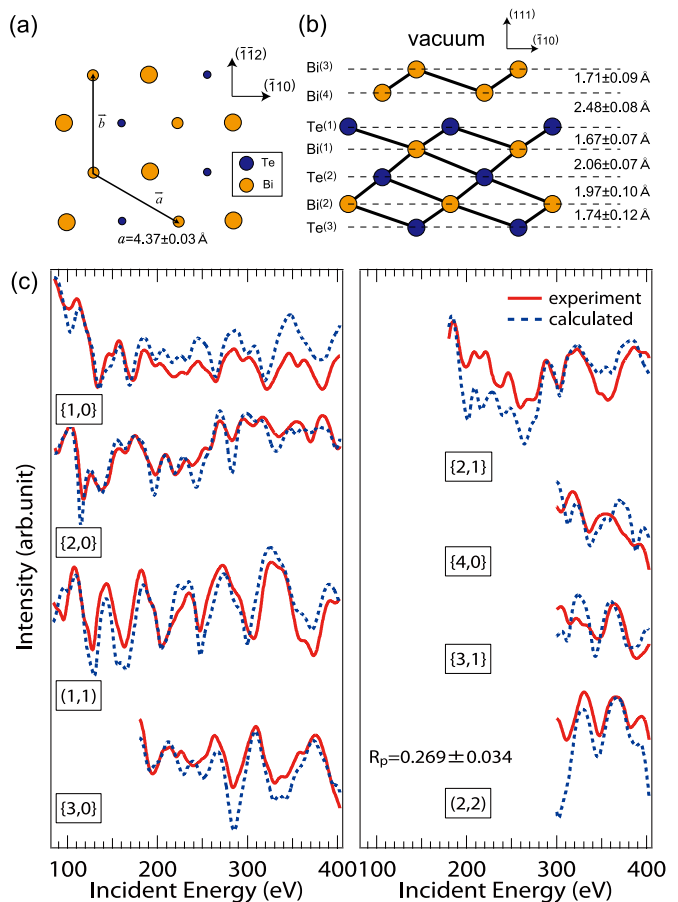 (a)
(1̅1̅2)
(1̅10)
b̅
a̅
Te
Bi
a=4.37±0.03 Å
(b)
vacuum
(111)
(1̅10)
Bi(3)
1.71±0.09 Å
Bi(4)
2.48±0.08 Å
Te(1)
1.67±0.07 Å
Bi(1)
2.06±0.07 Å
Te(2)
1.97±0.10 Å
Bi(2)
1.74±0.12 Å
Te(3)
(c)
Intensity (arb.unit)
{1,0}
{2,0}
(1,1)
{3,0}
100 200 300 400
Incident Energy (eV)
experiment
calculated
{2,1}
{4,0}
{3,1}
Rp=0.269±0.034
(2,2)
100 200 300 400
Incident Energy (eV)